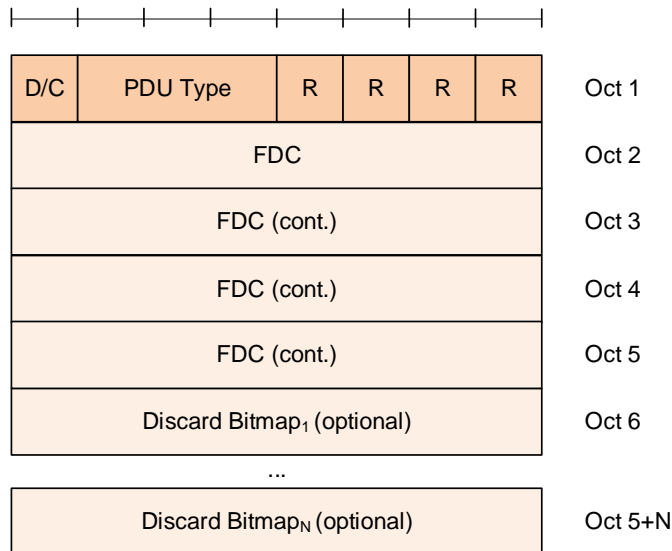 D/C PDU Type R R R R Oct 1
FDC Oct 2
FDC (cont.) Oct 3
FDC (cont.) Oct 4
FDC (cont.) Oct 5
Discard Bitmap₁ (optional) Oct 6
...
Discard Bitmap_N (optional) Oct 5+N